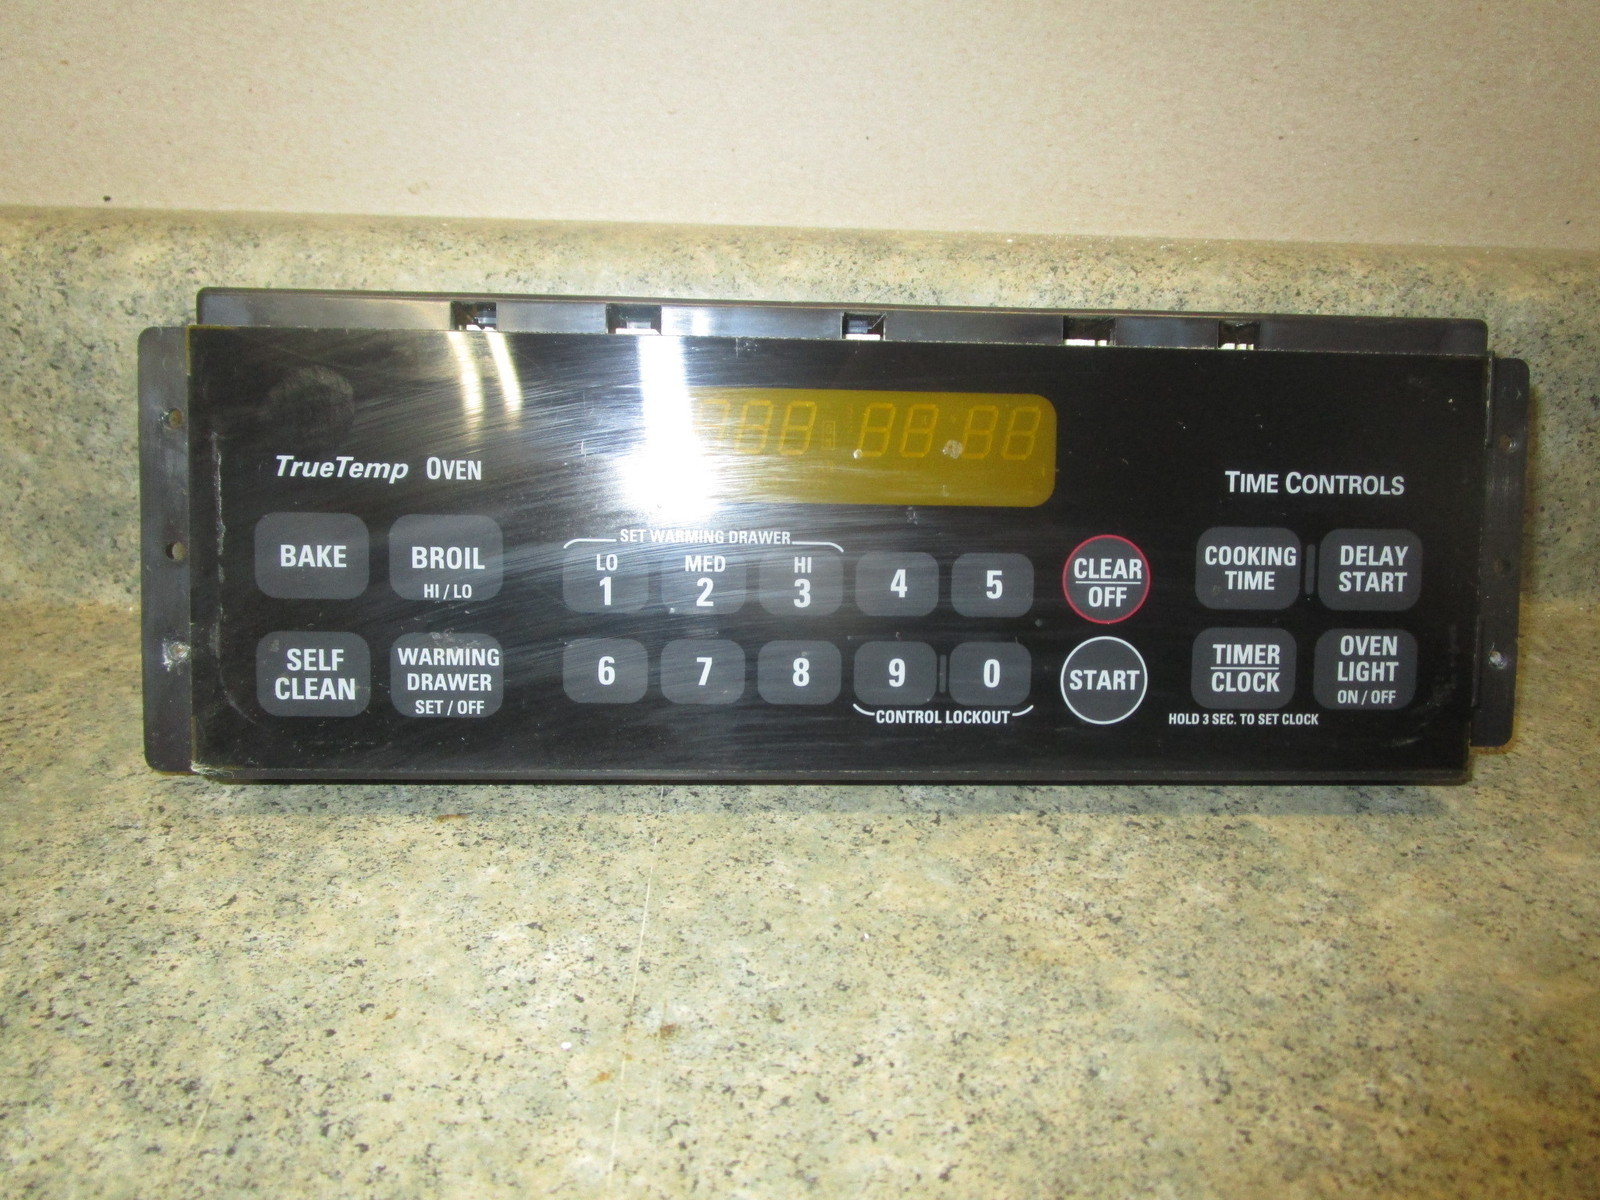 TrueTemp OVEN
BAKE
BROIL
HI / LO
SELF
CLEAN
WARMING
DRAWER
SET / OFF
88:88
SET WARMING DRAWER
LO
1
MED
2
HI
3
4
5
6
7
8
9
0
CONTROL LOCKOUT
CLEAR
OFF
START
TIME CONTROLS
COOKING
TIME
DELAY
START
TIMER
CLOCK
HOLD 3 SEC. TO SET CLOCK
OVEN
LIGHT
ON / OFF